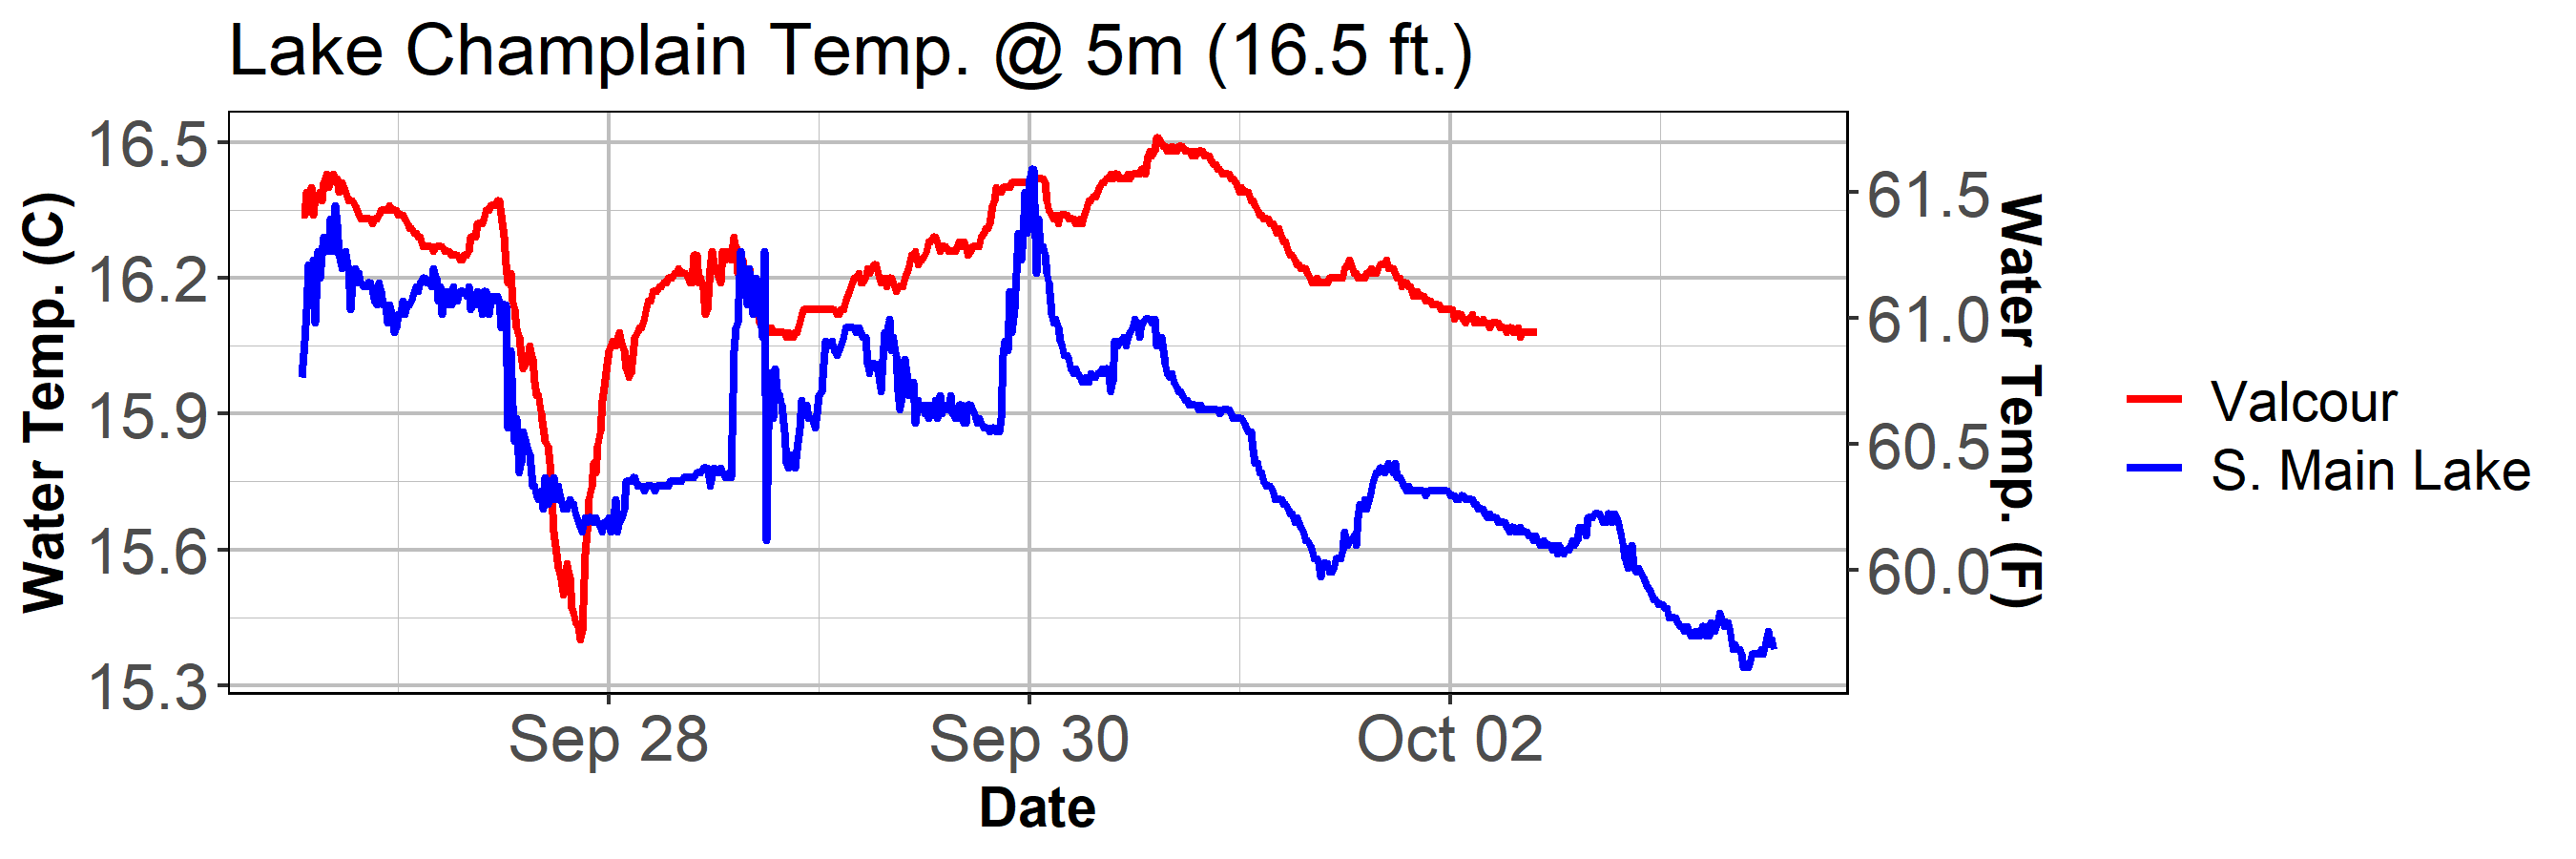 Lake Champlain Temp. @ 5m (16.5 ft.)
Water Temp. (C)
16.5
16.2
15.9
15.6
15.3
61.5
61.0
60.5
60.0
Water Temp. (F)
Valcour
S. Main Lake
Sep 28
Sep 30
Oct 02
Date